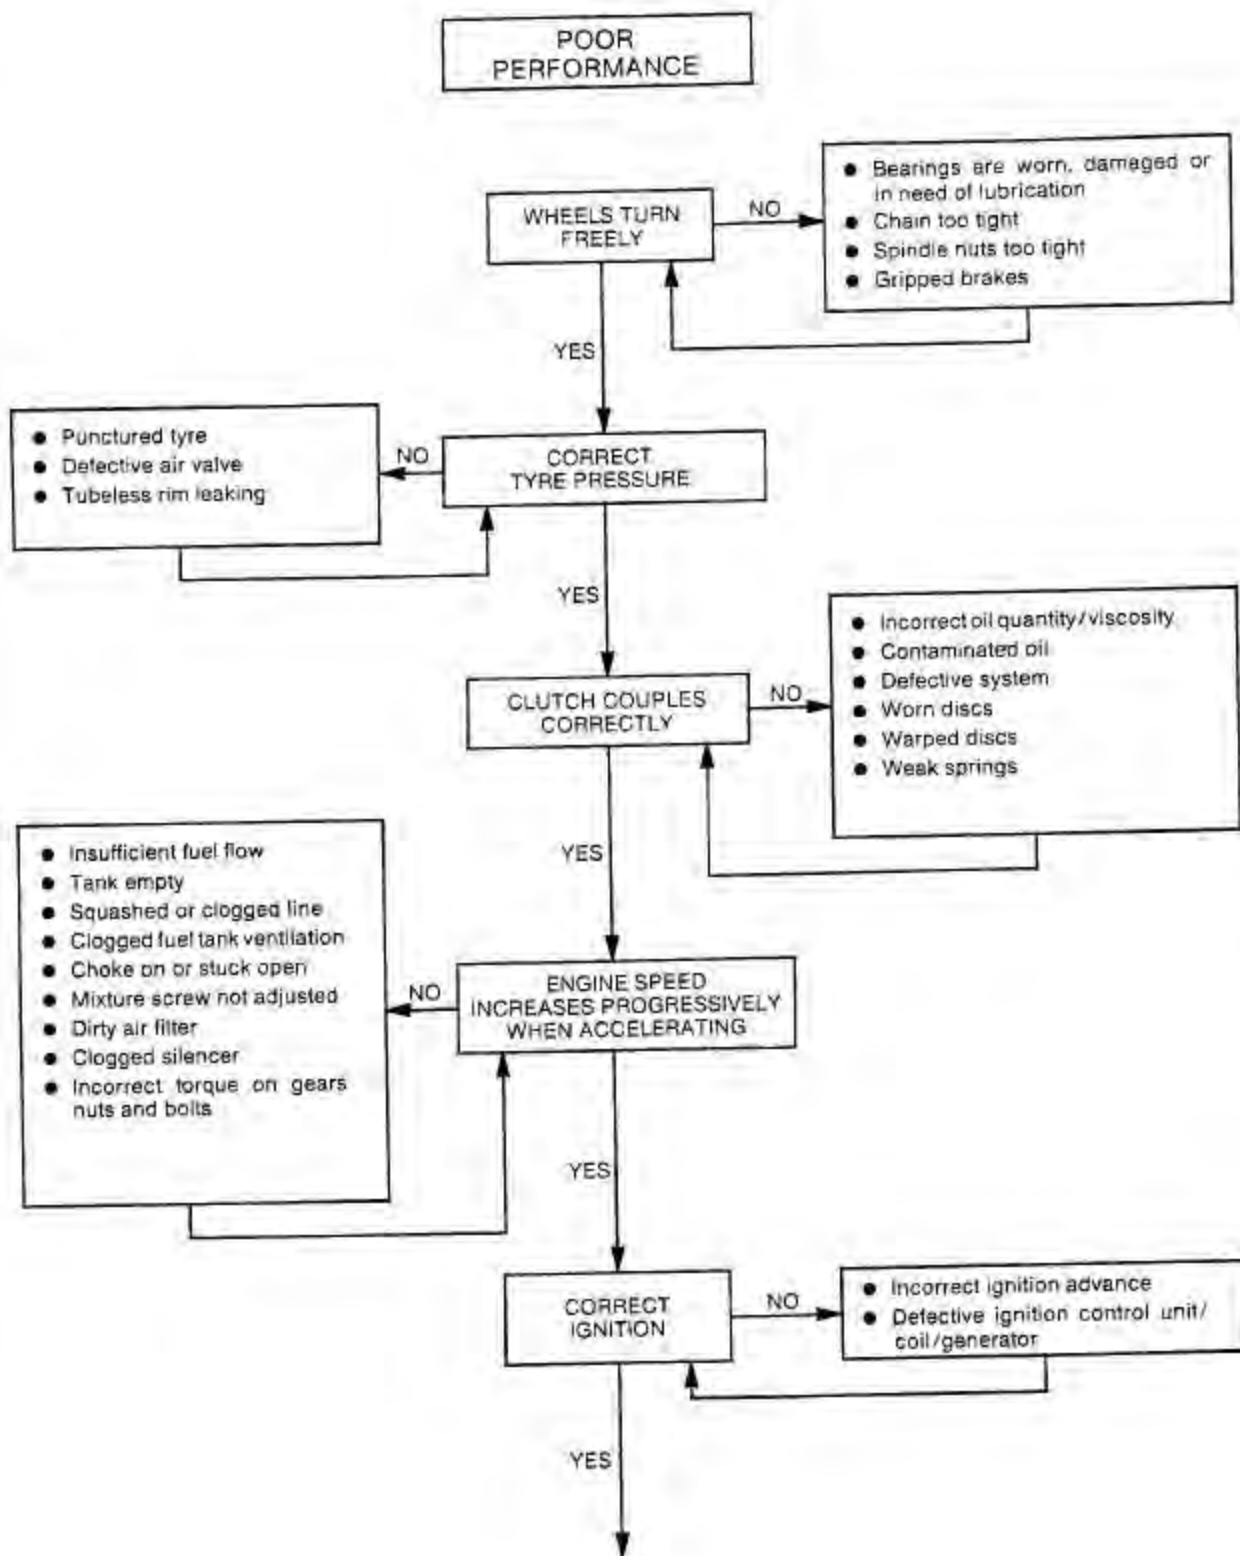 POOR
PERFORMANCE
WHEELS TURN
FREELY
NO
● Bearings are worn, damaged or
in need of lubrication
● Chain too tight
● Spindle nuts too tight
● Gripped brakes
YES
● Punctured tyre
● Defective air valve
● Tubeless rim leaking
NO
CORRECT
TYRE PRESSURE
YES
CLUTCH COUPLES
CORRECTLY
NO
● Incorrect oil quantity/viscosity
● Contaminated oil
● Defective system
● Worn discs
● Warped discs
● Weak springs
YES
● Insufficient fuel flow
● Tank empty
● Squashed or clogged line
● Clogged fuel tank ventilation
● Choke on or stuck open
● Mixture screw not adjusted
● Dirty air filter
● Clogged silencer
● Incorrect torque on gears
nuts and bolts
NO
ENGINE SPEED
INCREASES PROGRESSIVELY
WHEN ACCELERATING
YES
CORRECT
IGNITION
NO
● Incorrect ignition advance
● Defective ignition control unit/
coil/generator
YES